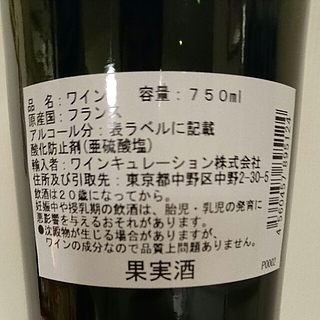 品 名：ワイン 容量：750ml
原産国：フランス
アルコール分：表ラベルに記載
酸化防止剤(亜硫酸塩)
輸入者：ワインキュレーション株式会社
住所及び引取先：東京都中野区中野2-30-5
飲酒は20歳になってから。
妊娠中や授乳期の飲酒は、胎児・乳児の発育に
悪影響を与えるおそれがあります。
●沈殿物が生じる場合がありますが、
ワインの成分なので品質上問題ありません。
果実酒
P0002